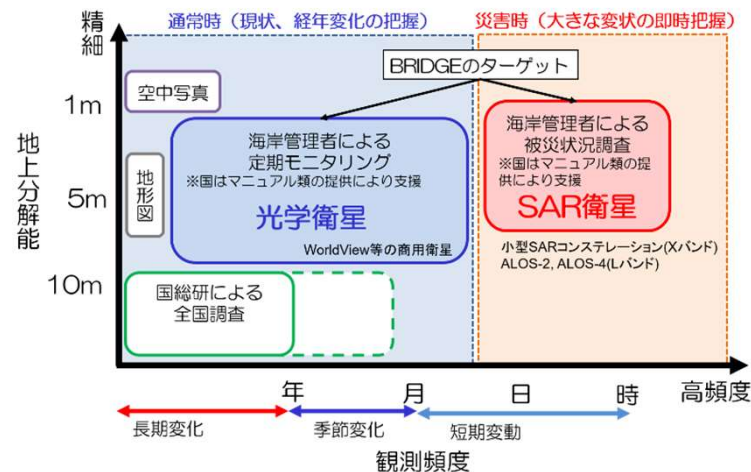 通常時（現状、経年変化の把握）
災害時（大きな変状の即時把握）
精細
BRIDGEのターゲット
1m
空中写真
海岸管理者による
定期モニタリング
※国はマニュアル類の提供により支援
光学衛星
WorldView等の商用衛星
海岸管理者による
被災状況調査
※国はマニュアル類の提
供により支援
SAR衛星
小型SARコンステレーション(Xバンド)
ALOS-2, ALOS-4(Lバンド)
地上分解能
5m
地形図
10m
国総研による
全国調査
年
月
日
時
高頻度
長期変化
季節変化
短期変動
観測頻度